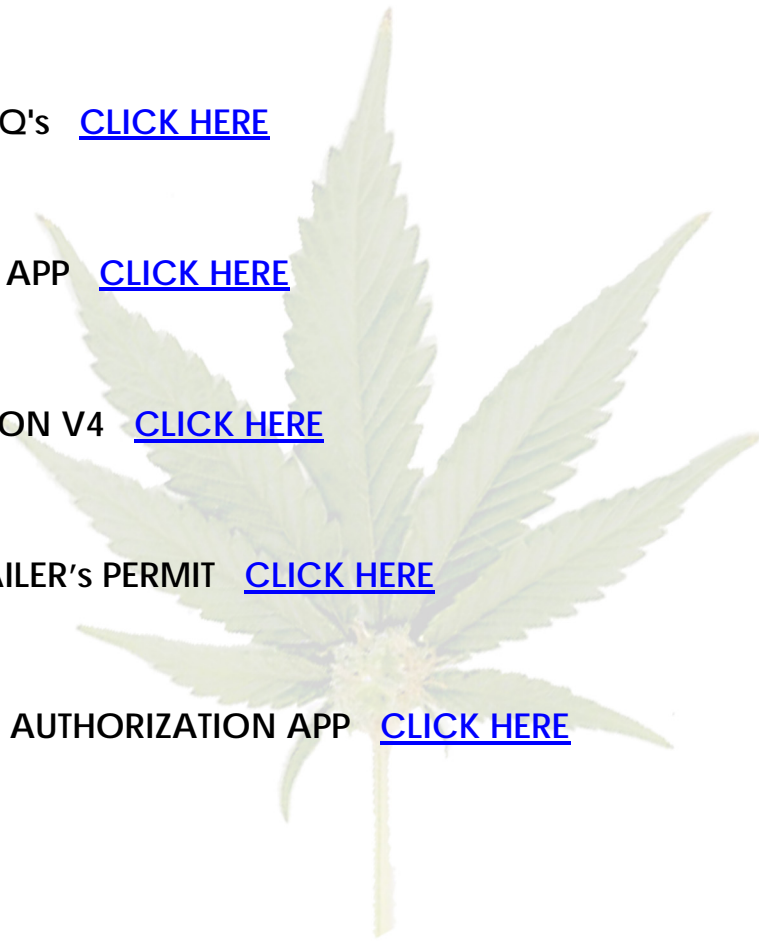 Q's CLICK HERE
APP CLICK HERE
ON V4 CLICK HERE
AILER's PERMIT CLICK HERE
AUTHORIZATION APP CLICK HERE